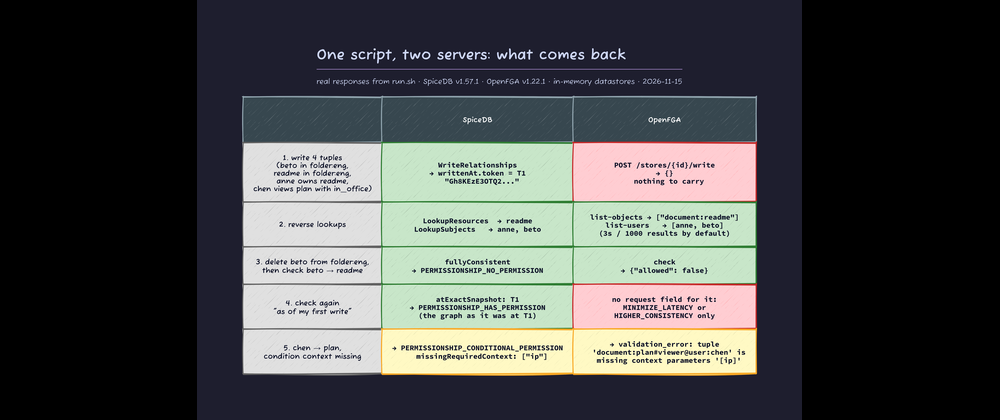 One script, two servers: what comes back
real responses from run.sh · SpiceDB v1.57.1 · OpenFGA v1.22.1 · in-memory datastores · 2026-11-15
SpiceDB
OpenFGA
1. write 4 tuples
(beto in folder:eng,
readme in folder:eng,
anne owns readme,
chen views plan with in_office)
WriteRelationships
→ writtenAt.token = T1
"Gh8KEzE3OTQ2..."
POST /stores/{id}/write
→ {}
nothing to carry
2. reverse lookups
LookupResources → readme
LookupSubjects → anne, beto
list-objects → ["document:readme"]
list-users → [anne, beto]
(3s / 1000 results by default)
3. delete beto from folder:eng,
then check beto → readme
fullyConsistent
→ PERMISSIONSHIP_NO_PERMISSION
check
→ {"allowed": false}
4. check again
"as of my first write"
atExactSnapshot: T1
→ PERMISSIONSHIP_HAS_PERMISSION
(the graph as it was at T1)
no request field for it:
MINIMIZE_LATENCY or
HIGHER_CONSISTENCY only
5. chen → plan,
condition context missing
→ PERMISSIONSHIP_CONDITIONAL_PERMISSION
missingRequiredContext: ["ip"]
→ validation_error: tuple
'document:plan#viewer@user:chen' is
missing context parameters '[ip]'